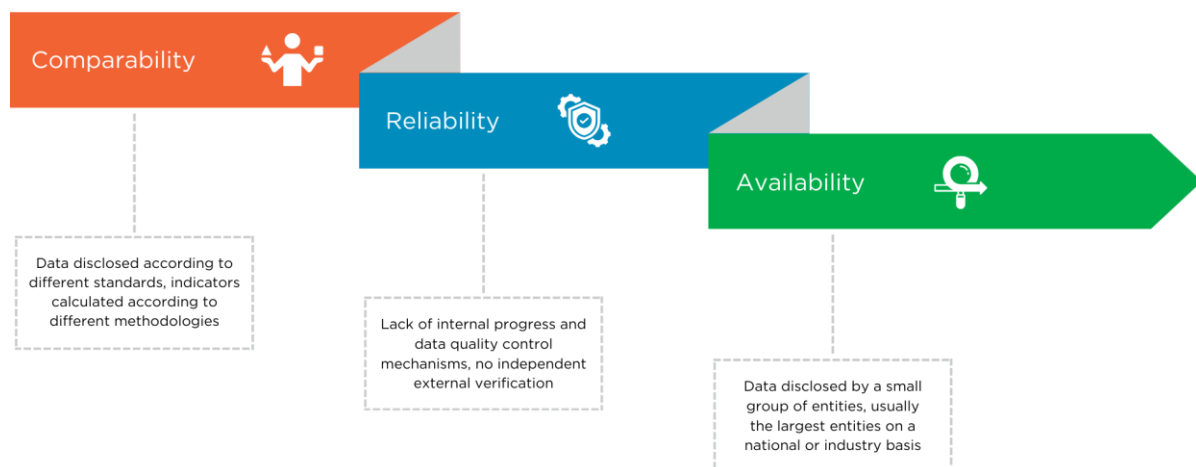 Comparability
Reliability
Availability
Data disclosed according to
different standards, indicators
calculated according to
different methodologies
Lack of internal progress and
data quality control
mechanisms, no independent
external verification
Data disclosed by a small
group of entities, usually
the largest entities on a
national or industry basis